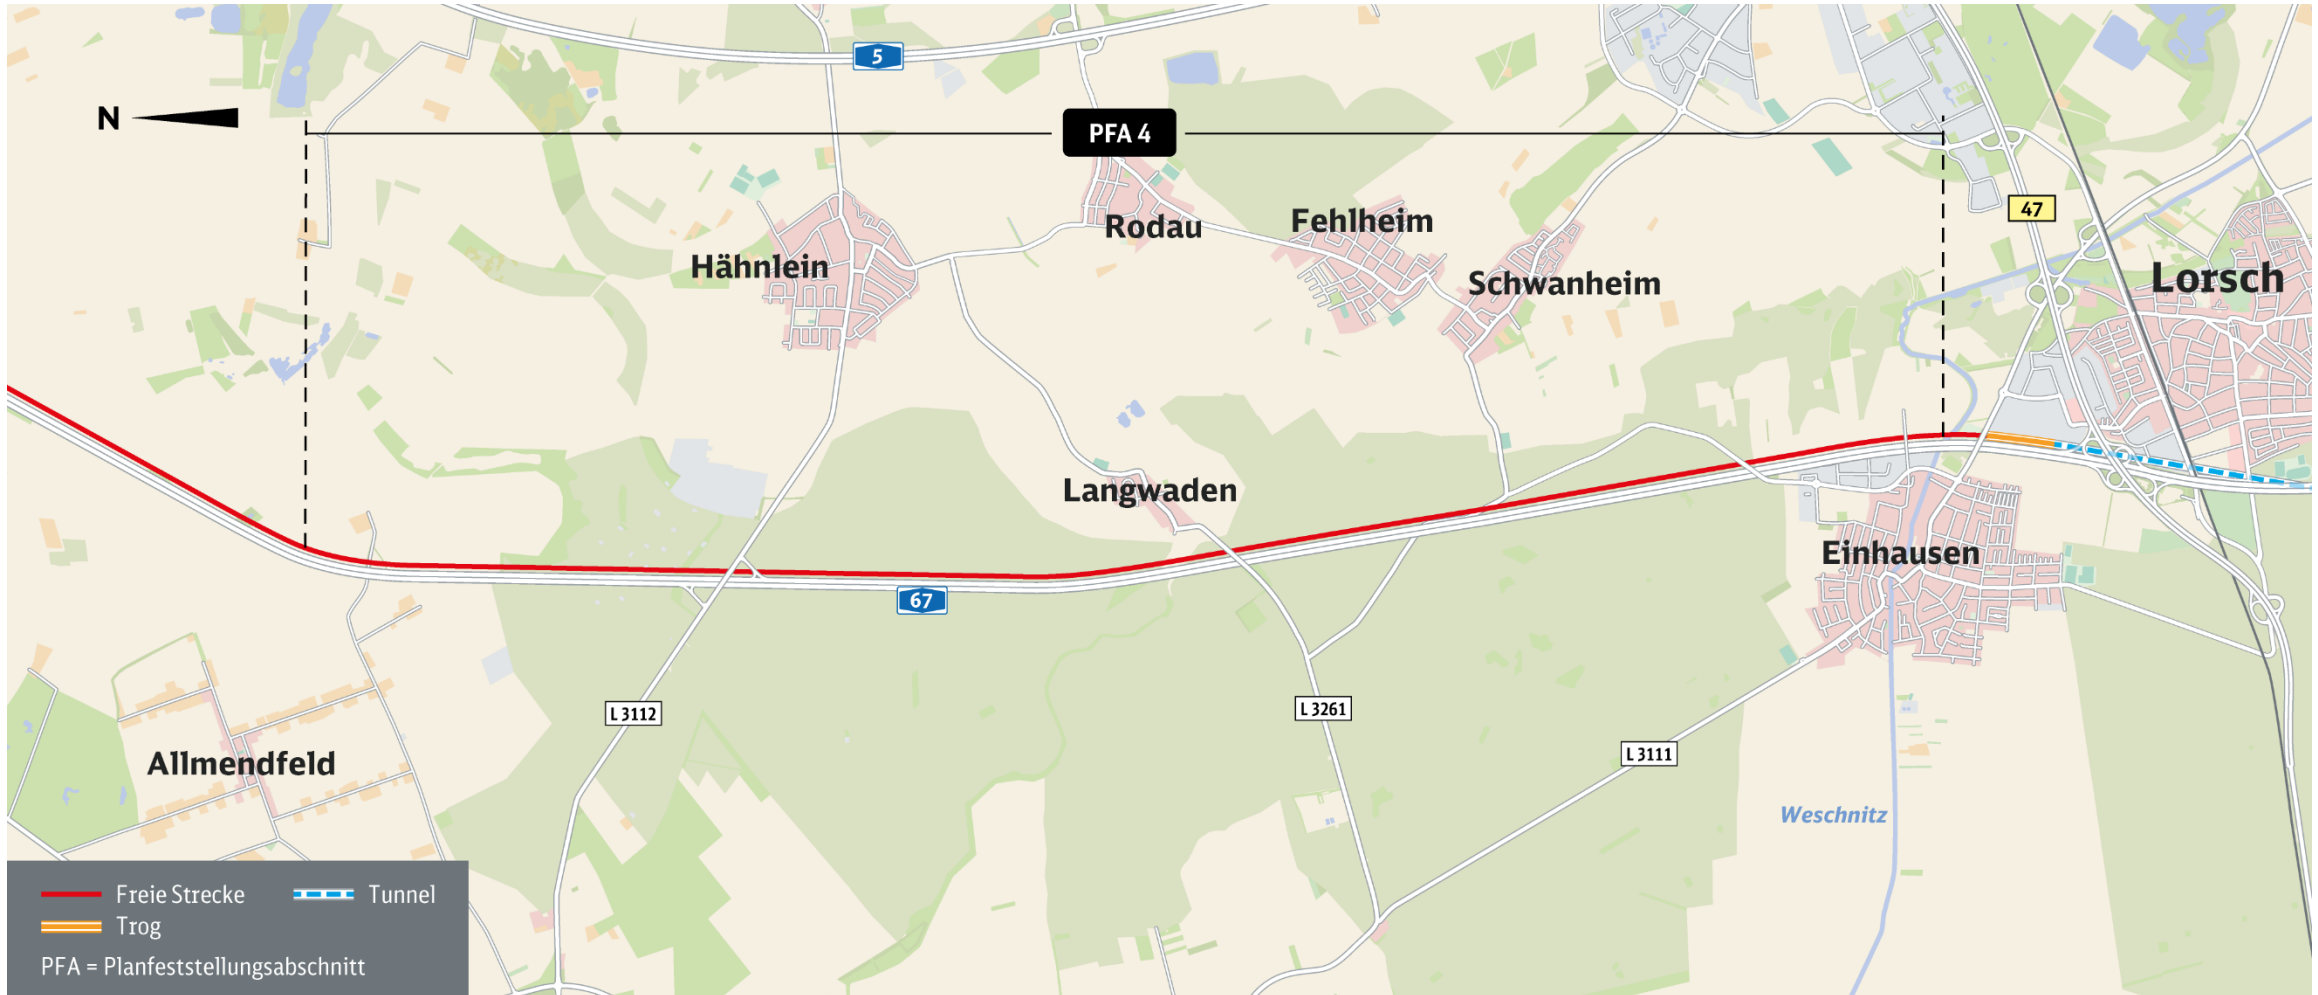 5
N
PFA 4
47
Rodau
Fehlheim
Hähnlein
Schwanheim
Lorsch
Langwaden
Einhausen
67
L 3112
L 3261
L 3111
Allmendfeld
Weschnitz
Freie Strecke
Tunnel
Trog
PFA = Planfeststellungsabschnitt